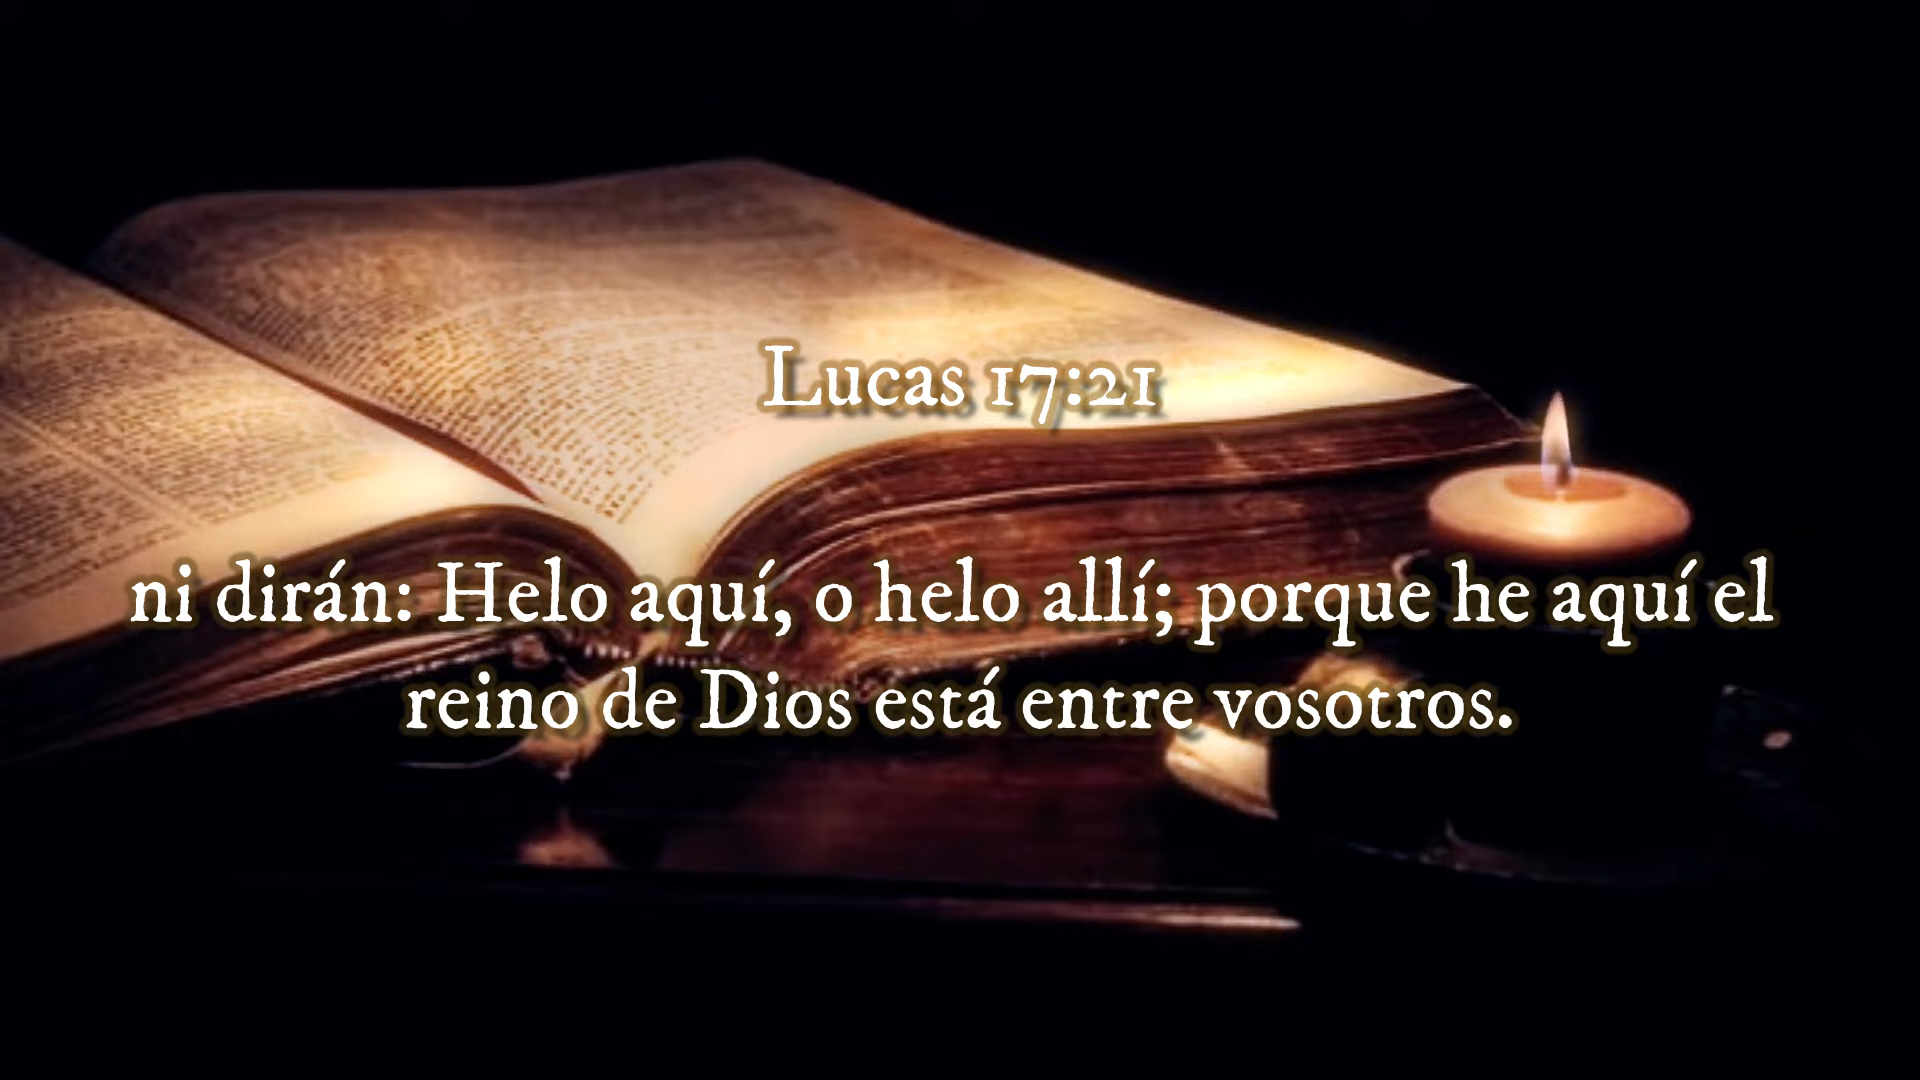 Lucas 17:21
ni dirán: Helo aquí, o helo allí; porque he aquí el
reino de Dios está entre vosotros.